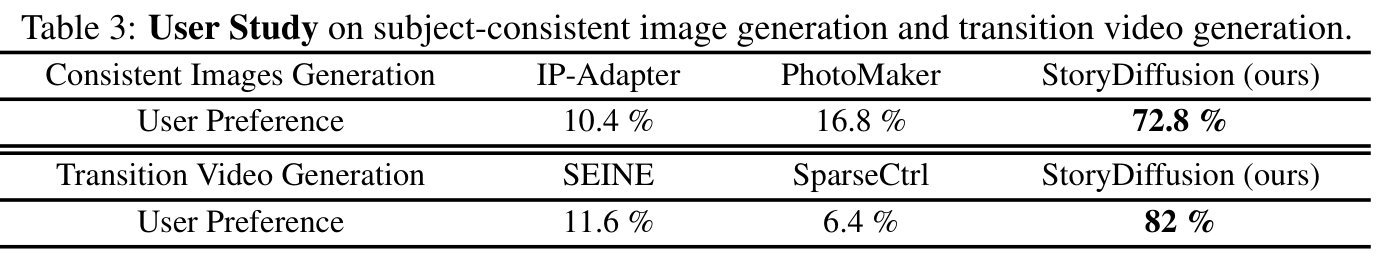 Table 3: User Study on subject-consistent image generation and transition video generation.
Consistent Images Generation IP-Adapter PhotoMaker StoryDiffusion (ours)
User Preference 10.4 % 16.8 % 72.8 %
Transition Video Generation SEINE SparseCtrl StoryDiffusion (ours)
User Preference 11.6 % 6.4 % 82 %